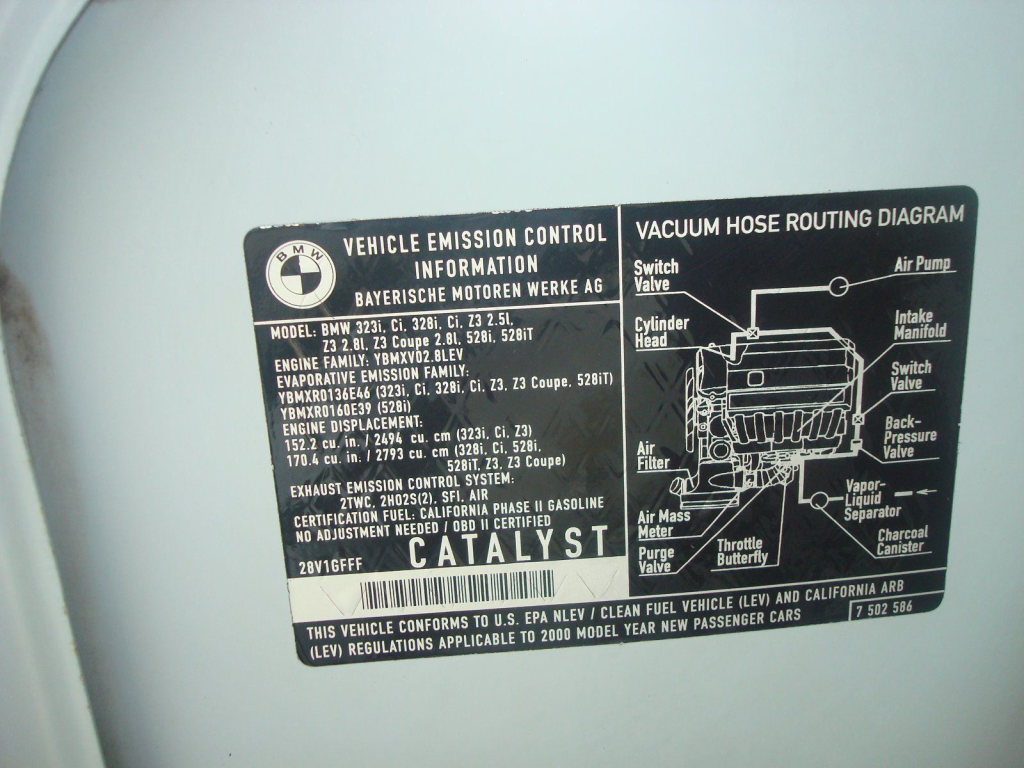 BMW
VEHICLE EMISSION CONTROL
INFORMATION
BAYERISCHE MOTOREN WERKE AG
MODEL: BMW 323i, Ci, 328i, Ci, Z3 2.5l,
Z3 2.8l, Z3 Coupe 2.8l, 528i, 528iT
ENGINE FAMILY: YBMXV02.8LEV
EVAPORATIVE EMISSION FAMILY:
YBMXR0136E46 (323i, Ci, 328i, Ci, Z3, Z3 Coupe, 528iT)
YBMXR0160E39 (528i)
ENGINE DISPLACEMENT:
152.2 cu. in. / 2494 cu. cm (323i, Ci, Z3)
170.4 cu. in. / 2793 cu. cm (328i, Ci, 528i,
528iT, Z3, Z3 Coupe)
EXHAUST EMISSION CONTROL SYSTEM:
2TWC, 2HO2S(2), SFI, AIR
CERTIFICATION FUEL: CALIFORNIA PHASE II GASOLINE
NO ADJUSTMENT NEEDED / OBD II CERTIFIED
28V1GFFF
CATALYST
VACUUM HOSE ROUTING DIAGRAM
Switch
Valve
Air Pump
Cylinder
Head
Intake
Manifold
Switch
Valve
Back-
Pressure
Valve
Air
Filter
Vapor-
Liquid
Separator
Air Mass
Meter
Purge
Valve
Throttle
Butterfly
Charcoal
Canister
THIS VEHICLE CONFORMS TO U.S. EPA NLEV / CLEAN FUEL VEHICLE (LEV) AND CALIFORNIA ARB
(LEV) REGULATIONS APPLICABLE TO 2000 MODEL YEAR NEW PASSENGER CARS
7 502 586